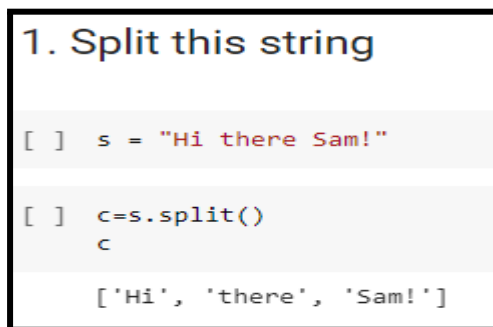 1. Split this string
[ ] s = "Hi there Sam!"
[ ] c=s.split()
c
['Hi', 'there', 'Sam!']